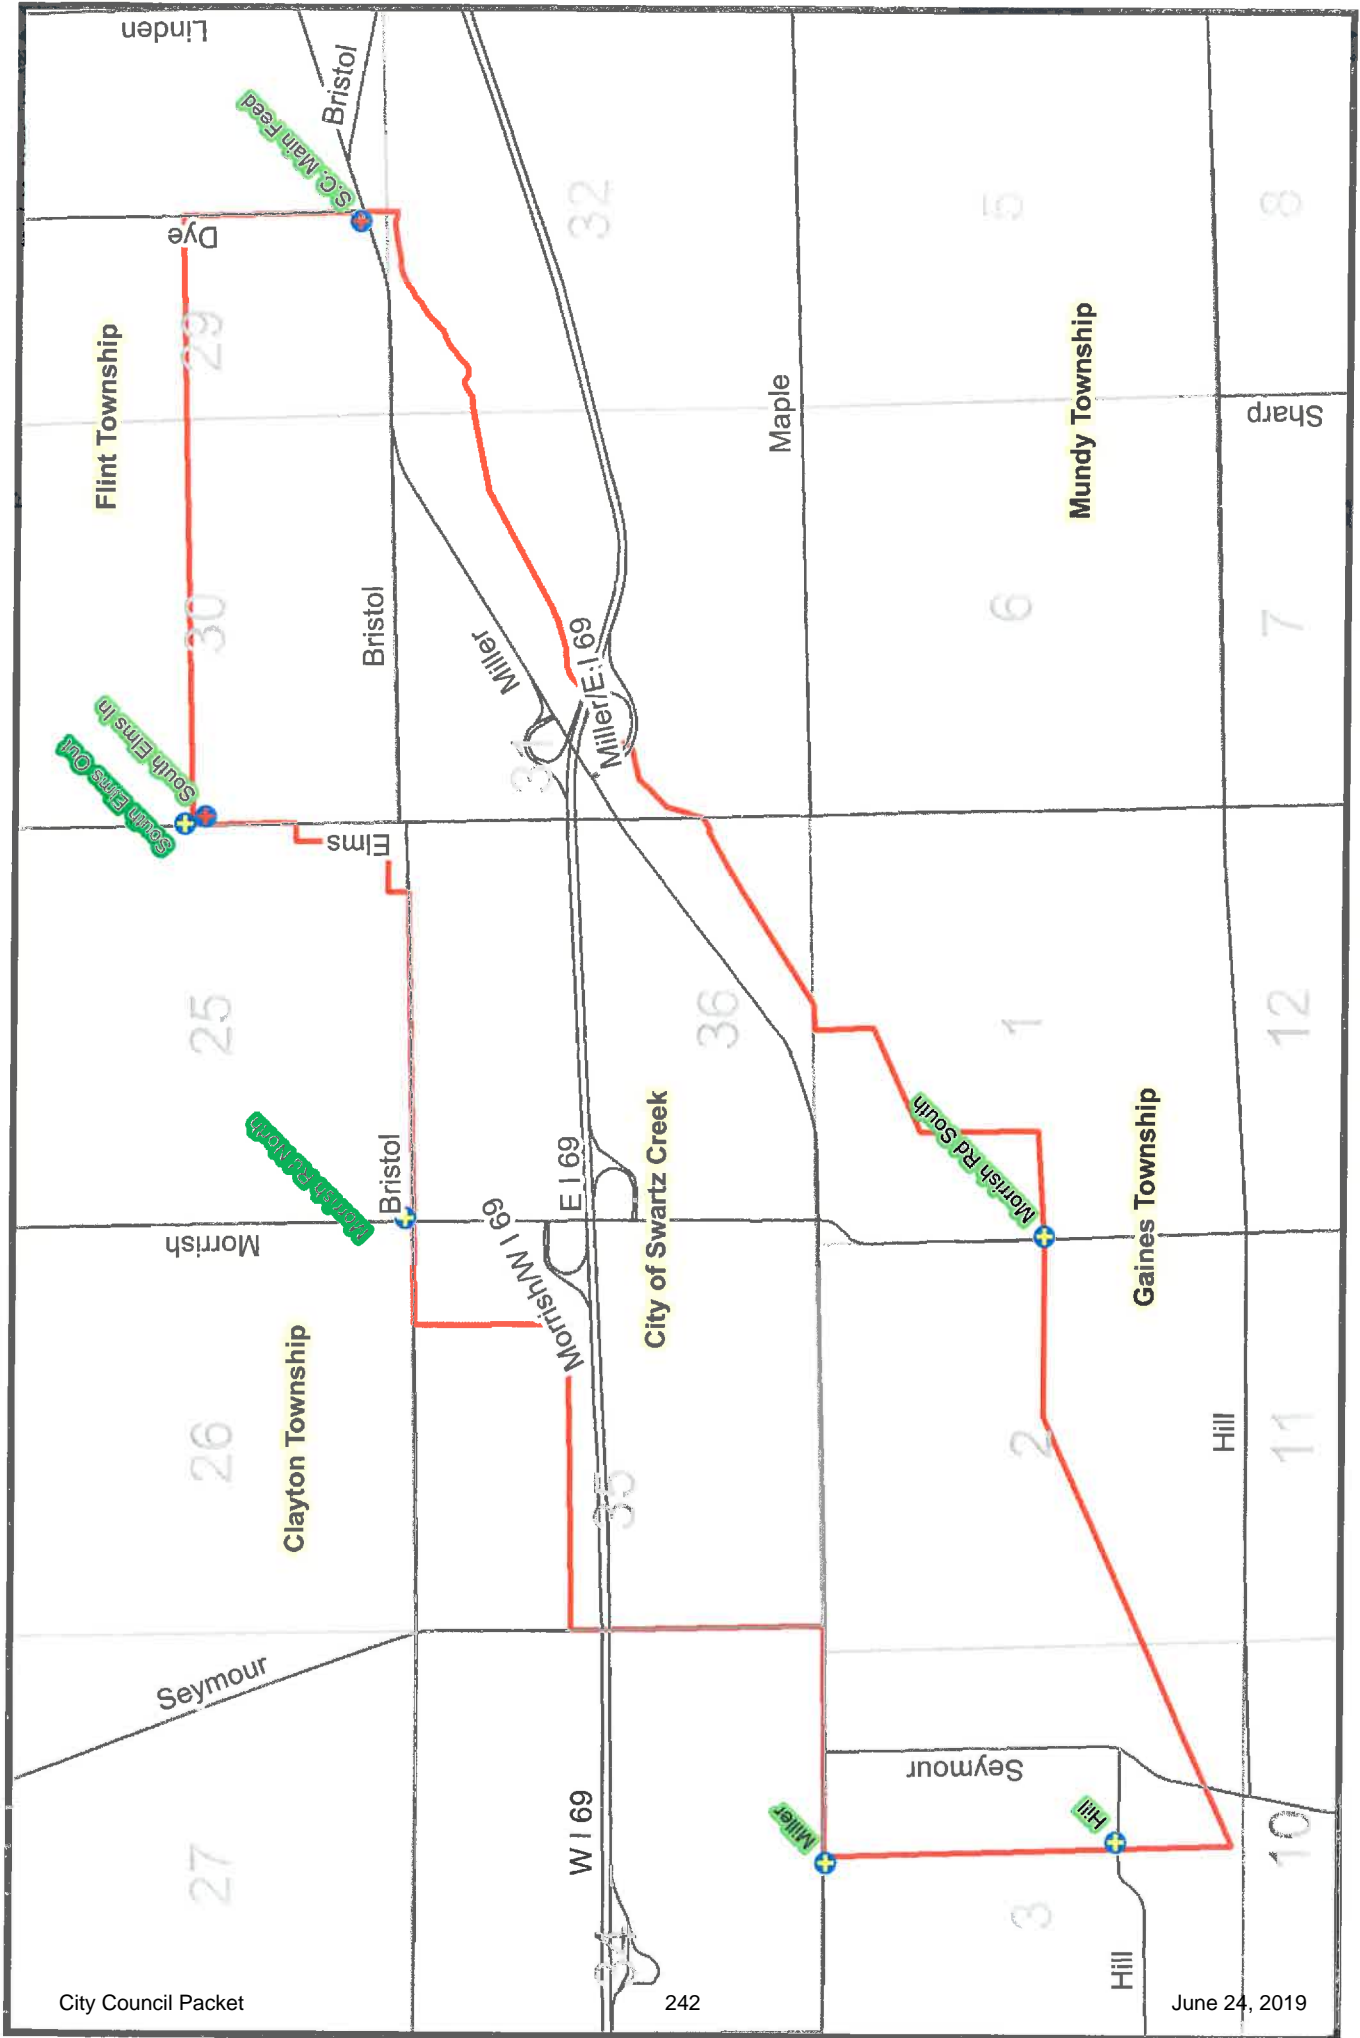 Linden
Bristol
S.C. Main Feed
Bristol
32
5
8
Dye
29
Flint Township
Maple
Mundy Township
Sharp
30
Bristol
Miller
Miller/E I 69
6
7
South Elms In
South Elms Out
31
Elms
25
36
1
12
Morrish Rd North
Bristol
Morrish
E I 69
Morrish/W I 69
City of Swartz Creek
Morrish Rd South
Gaines Township
Clayton Township
26
35
2
Hill
11
Seymour
Seymour
27
W I 69
34
Miller
Hill
3
10
Hill
City Council Packet
242
June 24, 2019